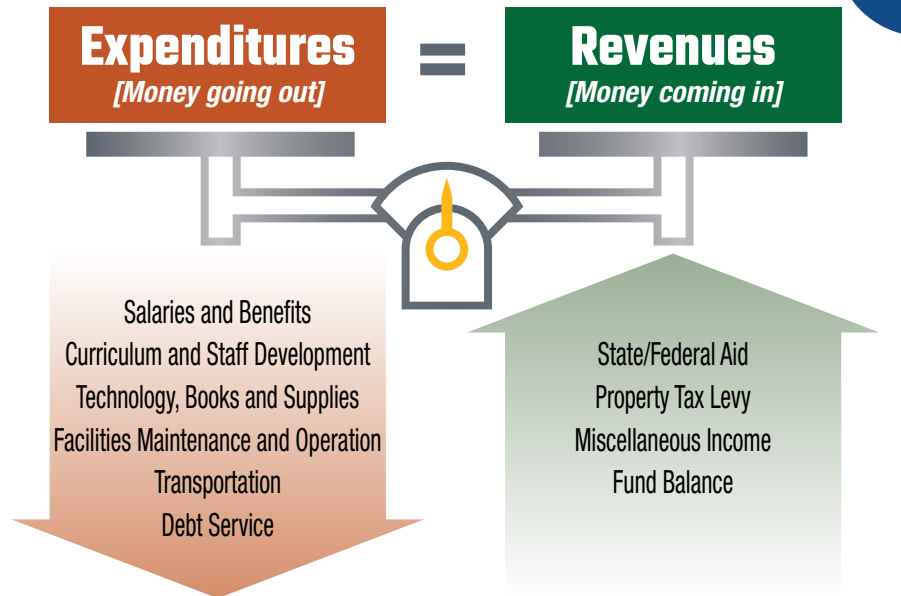 Expenditures
[Money going out]
=
Revenues
[Money coming in]
Salaries and Benefits
Curriculum and Staff Development
Technology, Books and Supplies
Facilities Maintenance and Operation
Transportation
Debt Service
State/Federal Aid
Property Tax Levy
Miscellaneous Income
Fund Balance